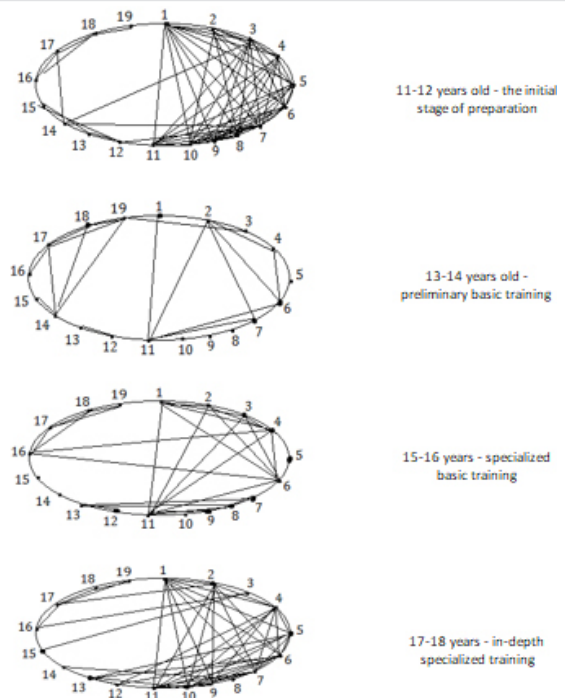 19 1 2 3
18 4
17
16 5
15 6
14 7
13 12 11 10 9 8
11-12 years old - the initial
stage of preparation
19 1 2 3
18 4
17
16 5
15 6
14 7
13 12 11 10 9 8
13-14 years old -
preliminary basic training
19 1 2 3
18 4
17
16 5
15 6
14 7
13 12 11 10 9 8
15-16 years - specialized
basic training
19 1 2 3
18 4
17
16 5
15 6
14 7
13 12 11 10 9 8
17-18 years - in-depth
specialized training